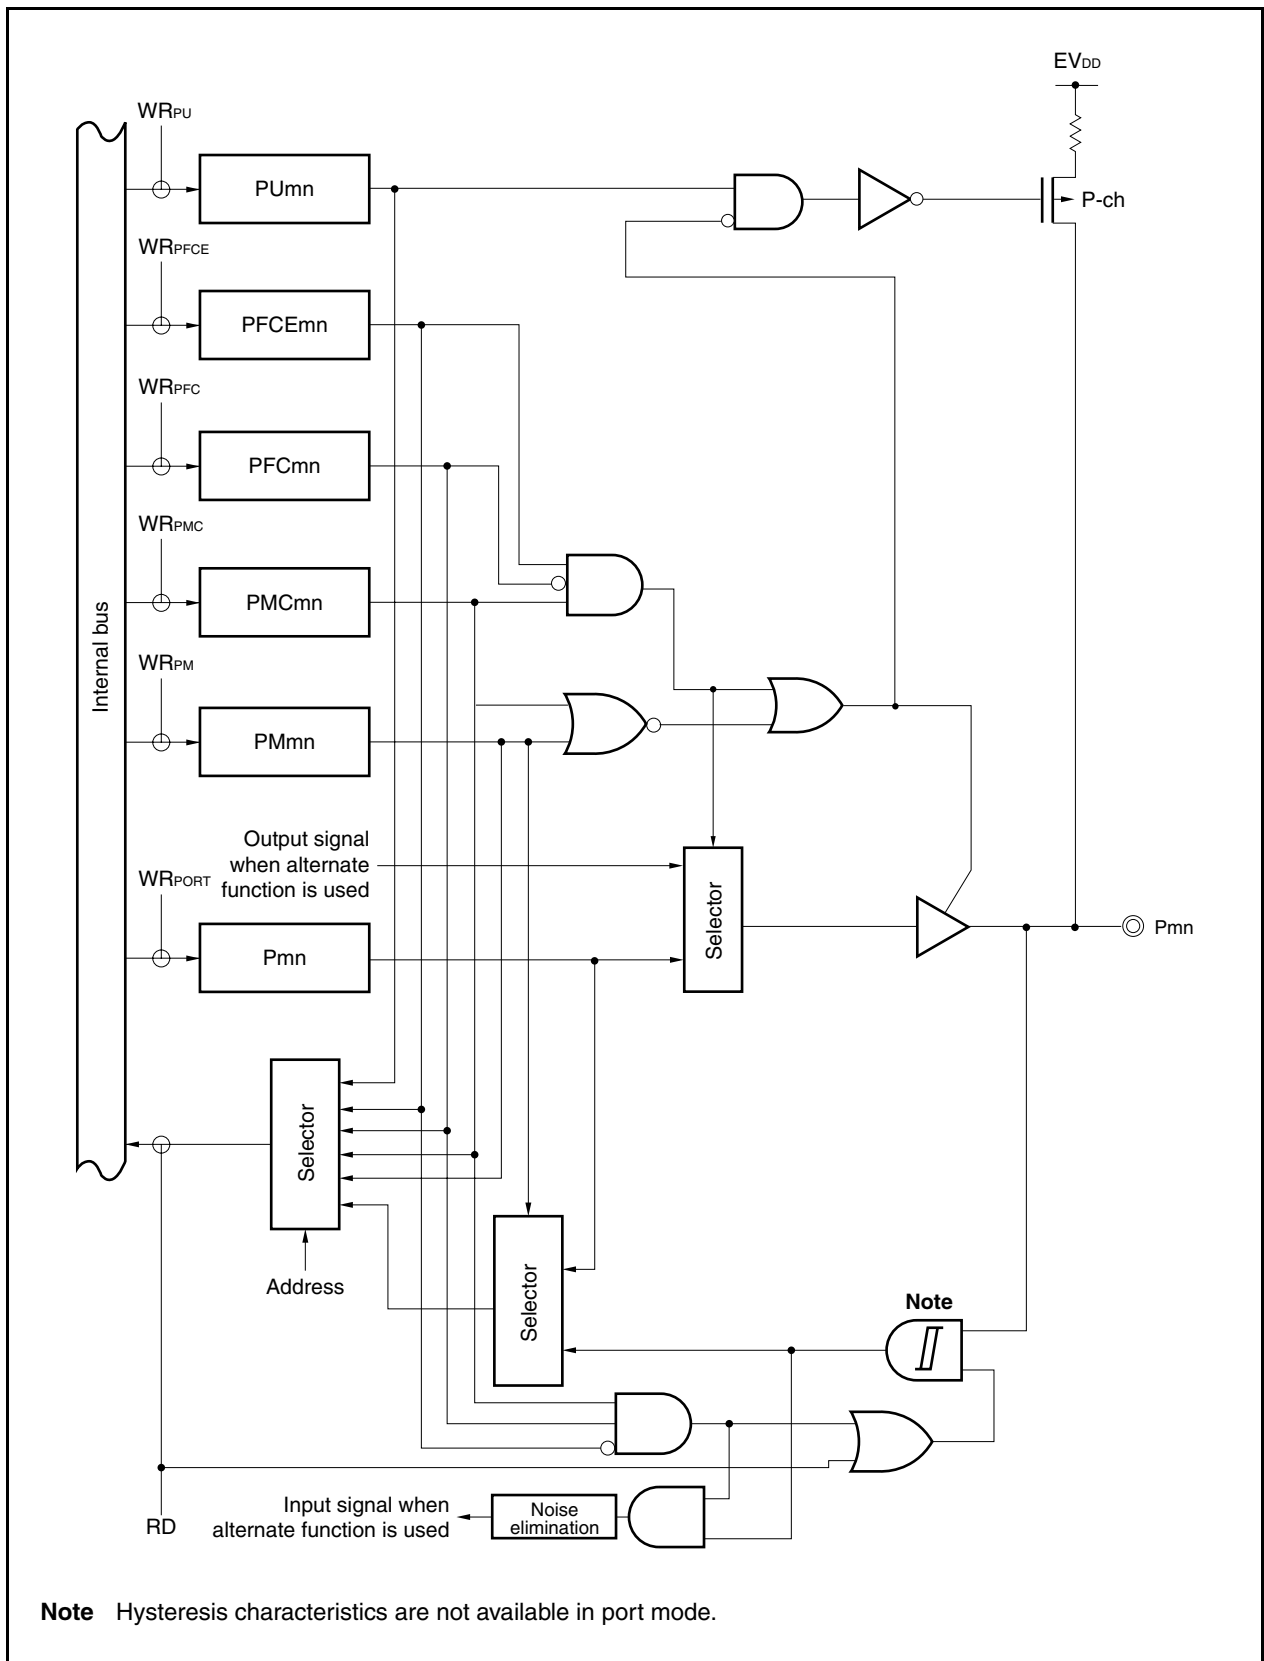 EVDD
WRPU
PUmn
P-ch
WRPFCE
PFCEmn
WRPFC
PFCmn
WRPMC
PMCmn
Internal bus
WRPM
PMmn
Output signal
when alternate
function is used
WRPORT
Pmn
Selector
Pmn
Selector
Address
Selector
Note
Input signal when
alternate function is used
Noise
elimination
RD
Note Hysteresis characteristics are not available in port mode.